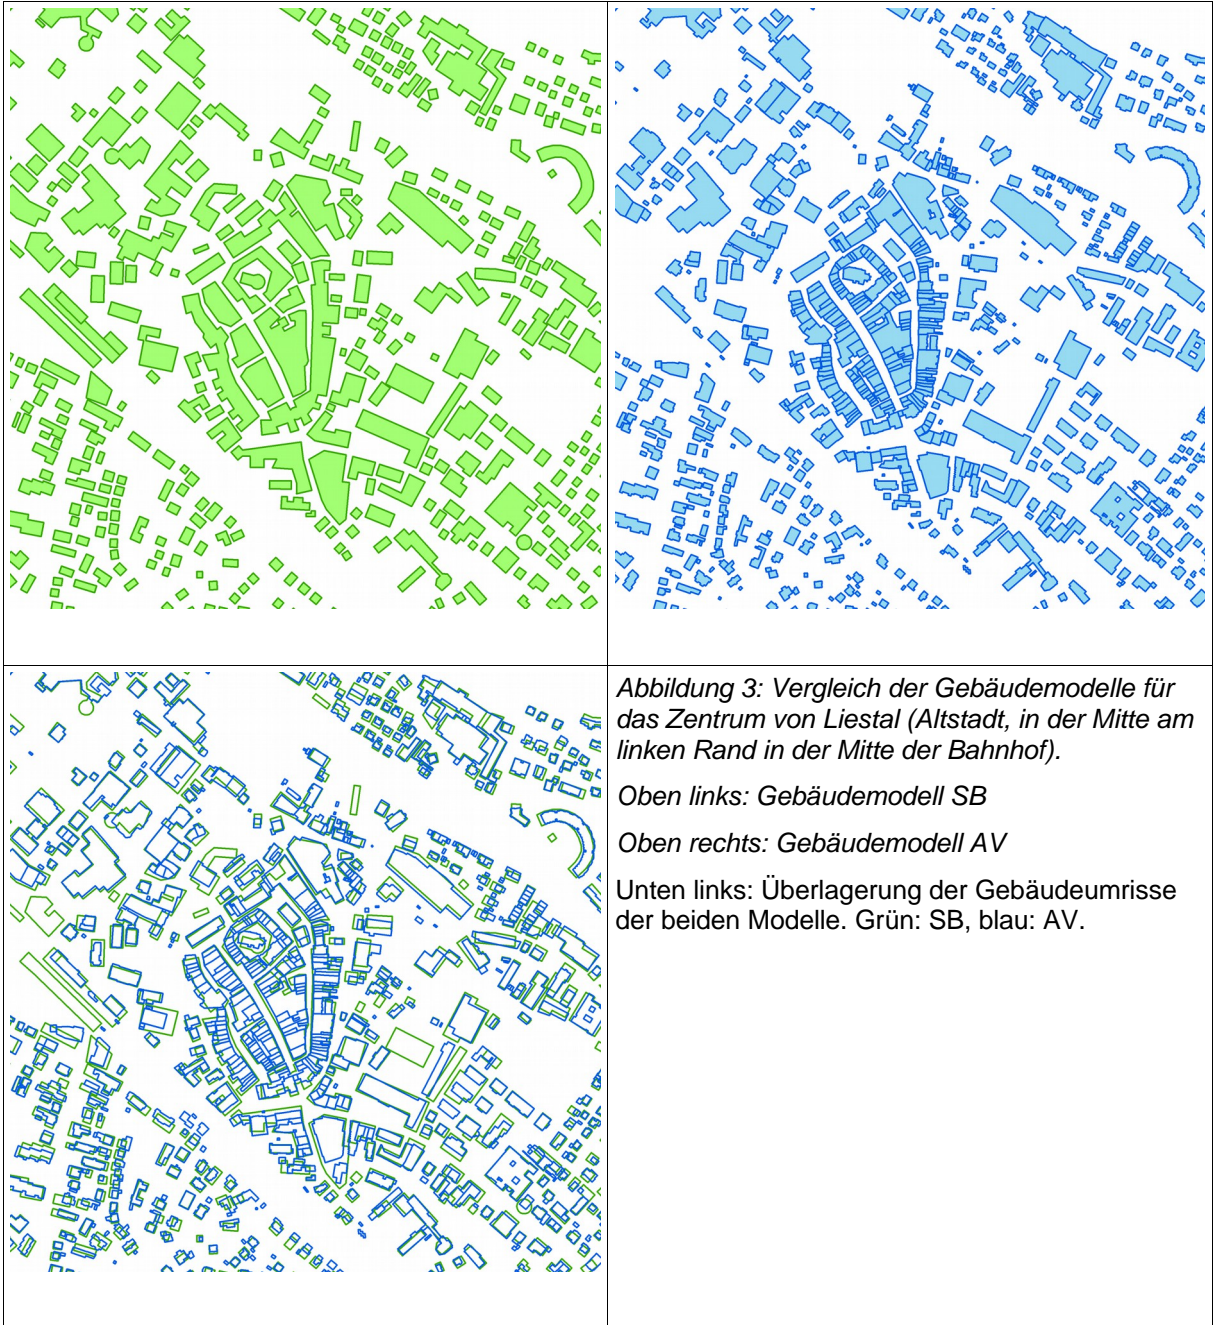 Abbildung 3: Vergleich der Gebäudemodelle für
das Zentrum von Liestal (Altstadt, in der Mitte am
linken Rand in der Mitte der Bahnhof).
Oben links: Gebäudemodell SB
Oben rechts: Gebäudemodell AV
Unten links: Überlagerung der Gebäudeumrisse
der beiden Modelle. Grün: SB, blau: AV.